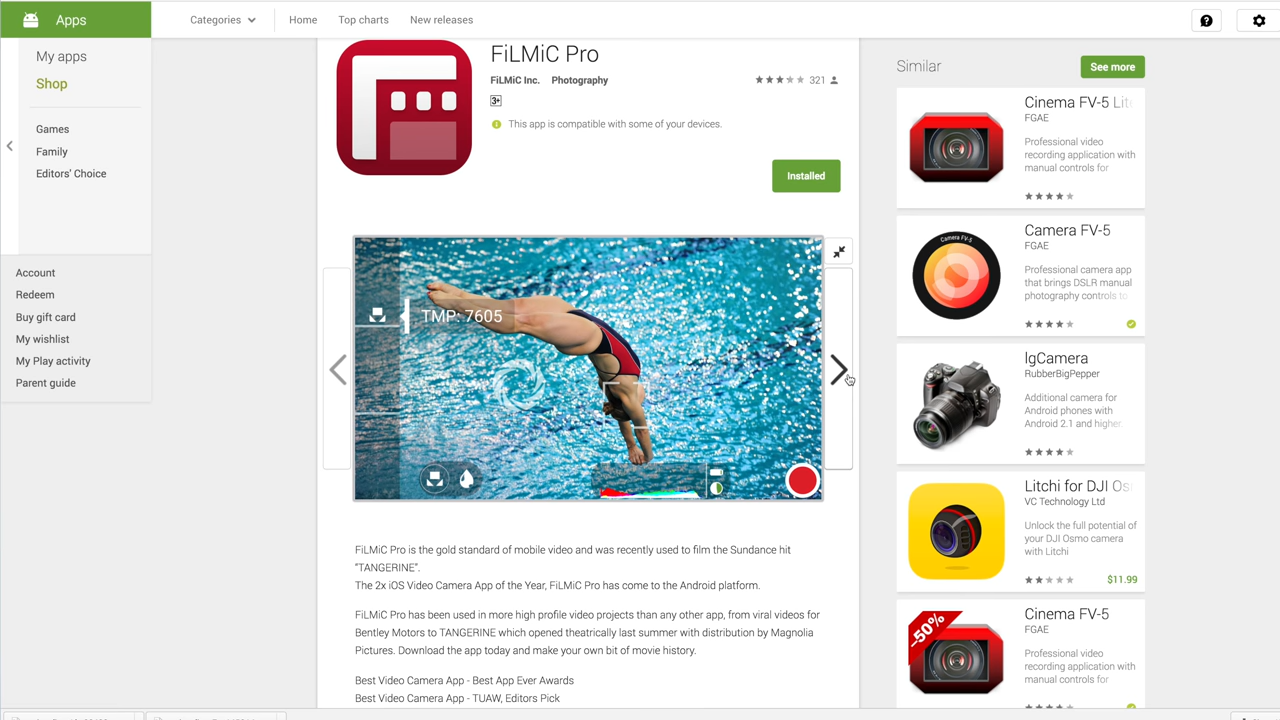 Apps
Categories
Home
Top charts
New releases
My apps
Shop
Games
Family
Editors' Choice
Account
Redeem
Buy gift card
My wishlist
My Play activity
Parent guide
FiLMiC Pro
FiLMiC Inc. Photography
321
3+
This app is compatible with some of your devices.
Installed
TMP: 7605
FiLMiC Pro is the gold standard of mobile video and was recently used to film the Sundance hit
"TANGERINE".
The 2x iOS Video Camera App of the Year, FiLMiC Pro has come to the Android platform.
FiLMiC Pro has been used in more high profile video projects than any other app, from viral videos for
Bentley Motors to TANGERINE which opened theatrically last summer with distribution by Magnolia
Pictures. Download the app today and make your own bit of movie history.
Best Video Camera App - Best App Ever Awards
Best Video Camera App - TUAW, Editors Pick
Similar
See more
Cinema FV-5 Lit
FGAE
Professional video
recording application with
manual controls for
Camera FV-5
Camera FV-5
FGAE
Professional camera app
that brings DSLR manual
photography controls to
lgCamera
RubberBigPepper
Additional camera for
Android phones with
Android 2.1 and higher
Litchi for DJI Os
VC Technology Ltd
Unlock the full potential of
your DJI Osmo camera
with Litchi
$11.99
-50%
Cinema FV-5
FGAE
Professional video
recording application with
manual controls for